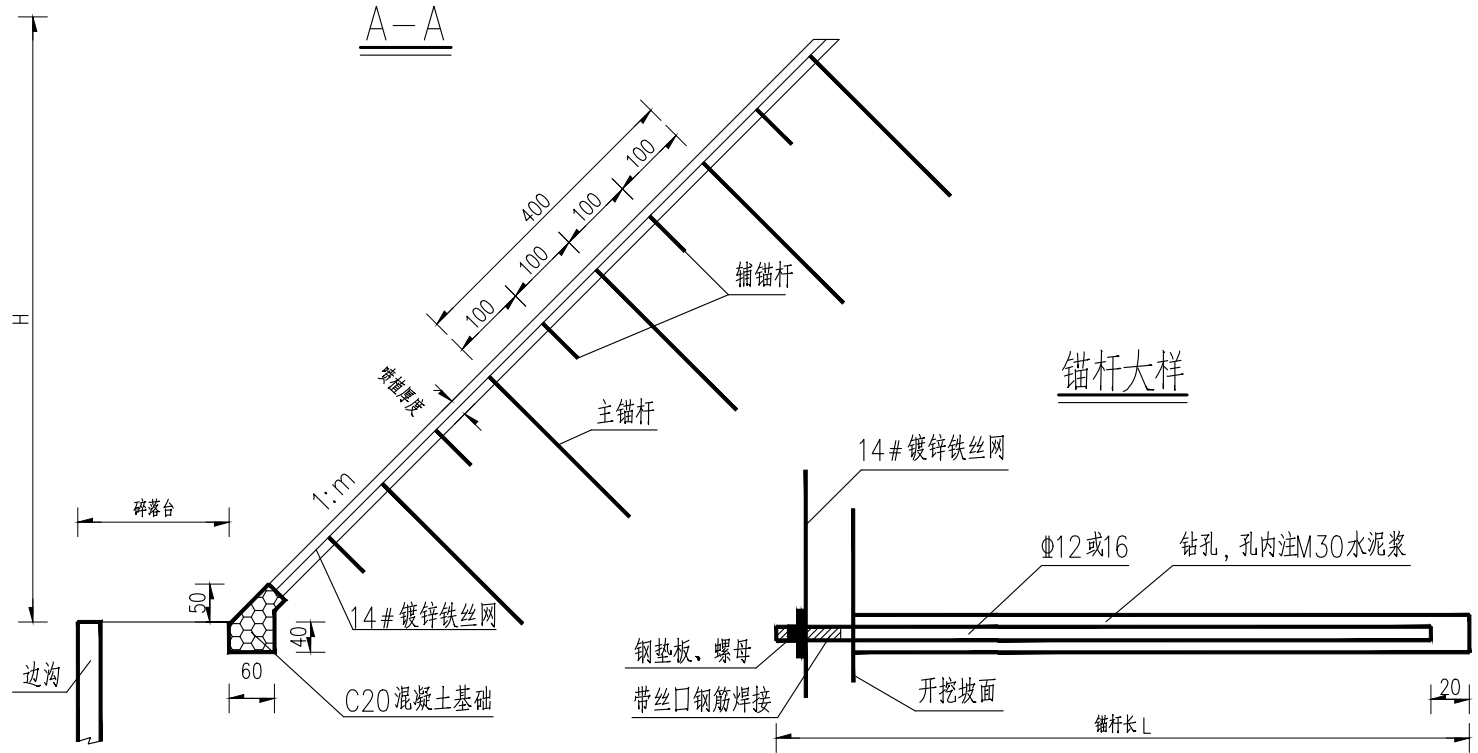 A-A
H
400
100
100
100
100
辅锚杆
喷植厚度
主锚杆
1:m
碎落台
50
14#镀锌铁丝网
40
60
边沟
C20混凝土基础
锚杆大样
14#镀锌铁丝网
Φ12或16
钻孔,孔内注M30水泥浆
钢垫板、螺母
带丝口钢筋焊接
开挖坡面
20
锚杆长L